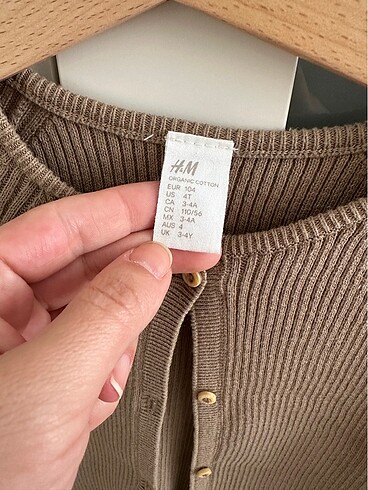 H&M
ORGANIC COTTON
EUR 104
US 4T
CA 3-4A
CN 110/56
MX 3-4A
AUS 4
UK 3-4Y